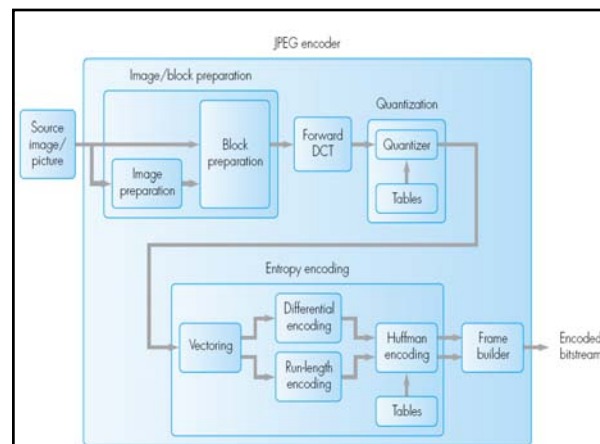 JPEG encoder
Image/block preparation
Quantization
Source
image/
picture
Block
preparation
Image
preparation
Forward
DCT
Quantizer
Tables
Entropy encoding
Vectoring
Differential
encoding
Run-length
encoding
Huffman
encoding
Tables
Frame
builder
Encoded
bitstream